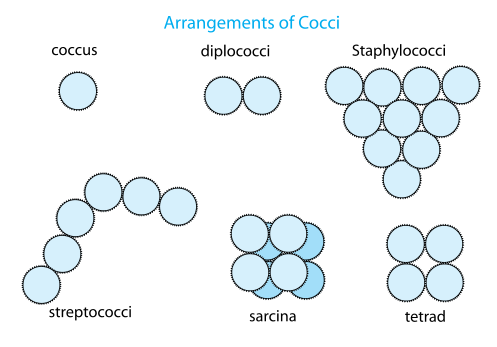 Arrangements of Cocci
coccus
diplococci
Staphylococci
streptococci
sarcina
tetrad